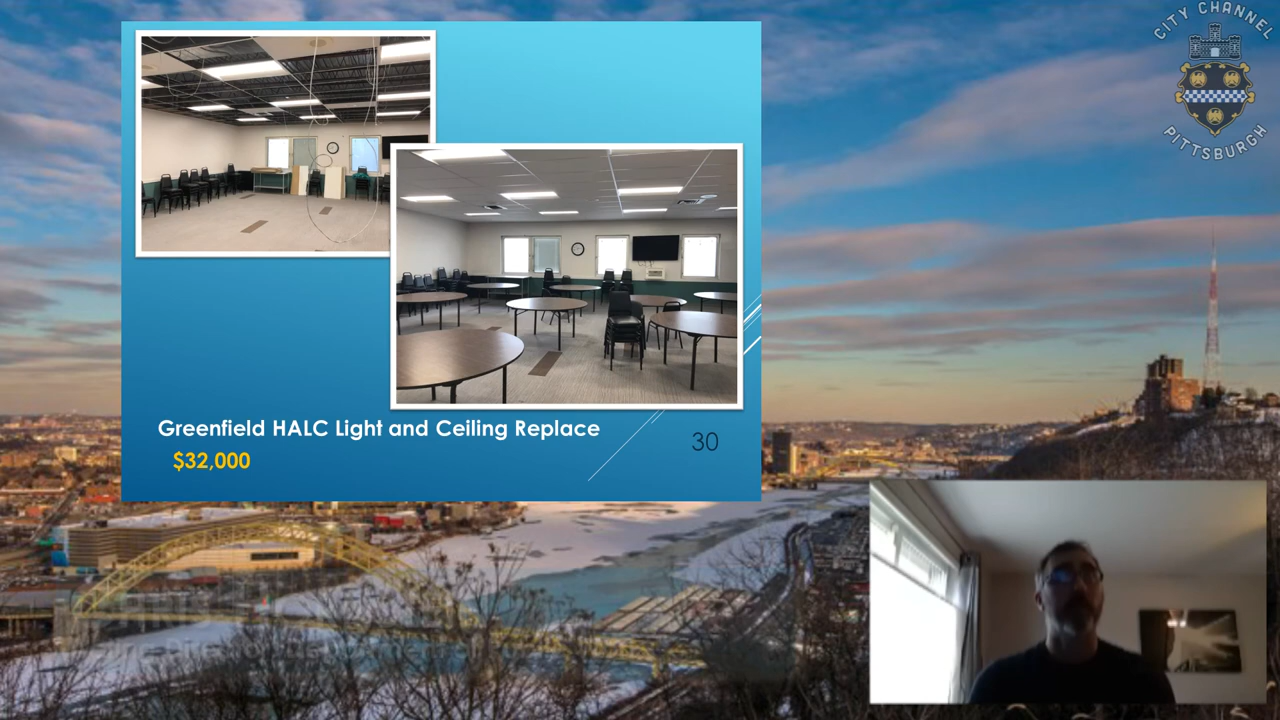 CITY CHANNEL
PITTSBURGH
Greenfield HALC Light and Ceiling Replace
$32,000
30